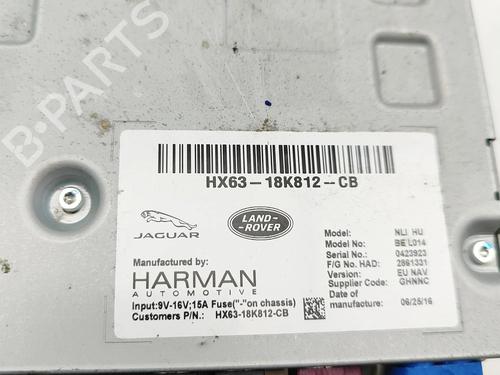 B-PARTS
HX63-18K812-CB
JAGUAR
LAND-
ROVER
Manufactured by:
HARMAN
AUTOMOTIVE
Input:9V-16V;15A Fuse("-"on chassis)
Customers P/N.: HX63-18K812-CB
Model: NLI HU
Model No: BE L014
Serial No.: 0423923
F/G No. HAD: 2861331
Version: EU NAV
Supplier Code: GHNNC
Date of
manufacture: 06/25/16